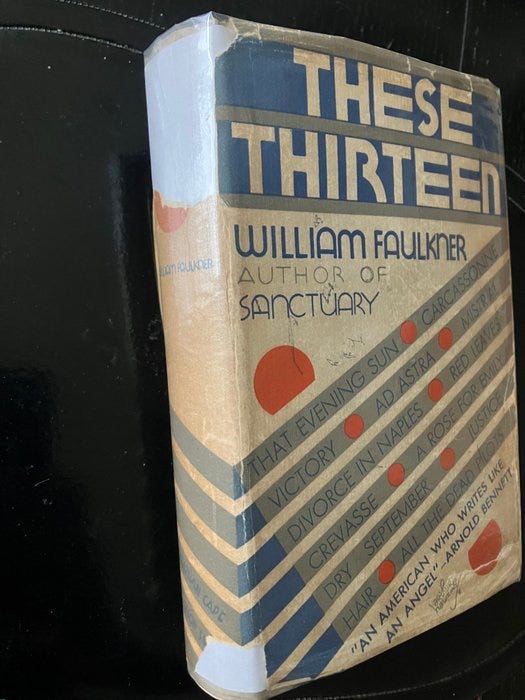 THESE
THIRTEEN
WILLIAM FAULKNER
AUTHOR OF
SANCTUARY
THAT EVENING SUN CARCASSONNE
VICTORY AD ASTRA MISTRAL
DIVORCE IN NAPLES RED LEAVES
CREVASSE A ROSE FOR EMILY
DRY SEPTEMBER JUSTICE
HAIR ALL THE DEAD PILOTS
"AN AMERICAN WHO WRITES LIKE
AN ANGEL" -ARNOLD BENNETT
FAULKNER
CAPE